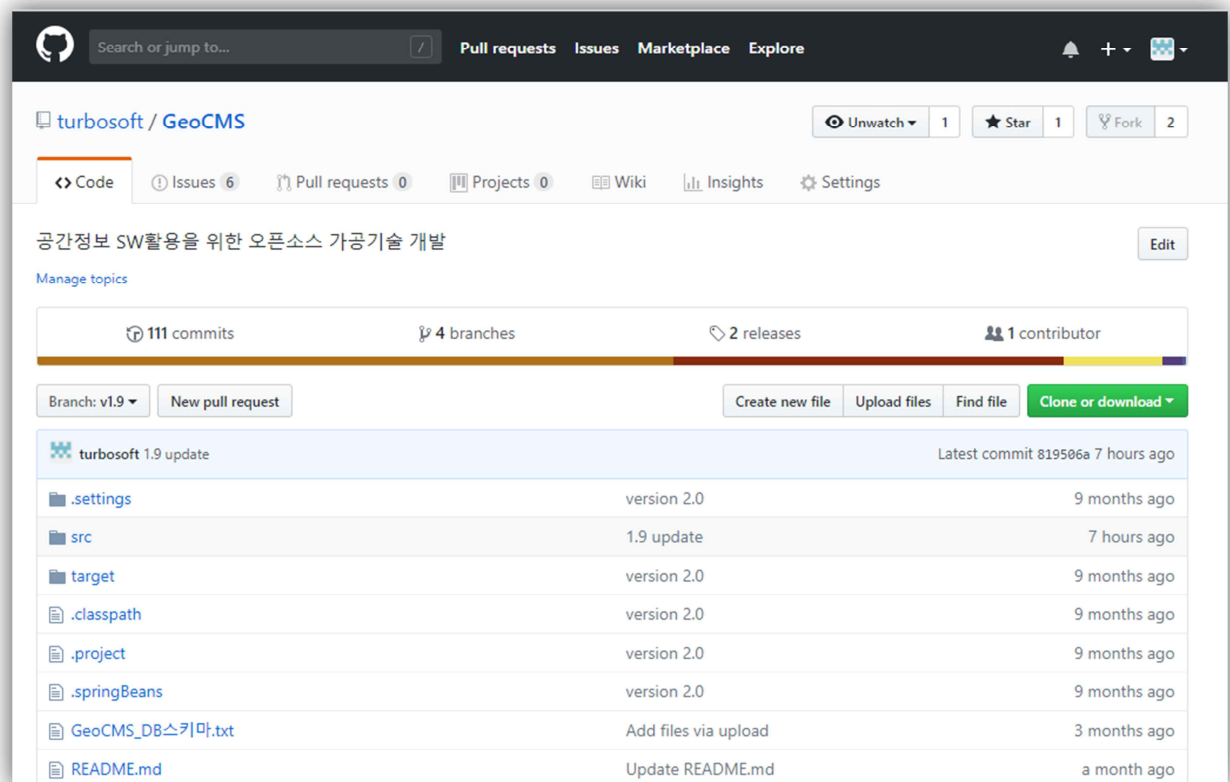 Search or jump to... / Pull requests Issues Marketplace Explore
turbosoft / GeoCMS Unwatch 1 Star 1 Fork 2
Code Issues 6 Pull requests 0 Projects 0 Wiki Insights Settings
공간정보 SW활용을 위한 오픈소스 가공기술 개발 Edit
Manage topics
111 commits 4 branches 2 releases 1 contributor
Branch: v1.9 New pull request Create new file Upload files Find file Clone or download
turbosoft 1.9 update Latest commit 819506a 7 hours ago
.settings version 2.0 9 months ago
src 1.9 update 7 hours ago
target version 2.0 9 months ago
.classpath version 2.0 9 months ago
.project version 2.0 9 months ago
.springBeans version 2.0 9 months ago
GeoCMS_DB스키마.txt Add files via upload 3 months ago
README.md Update README.md a month ago